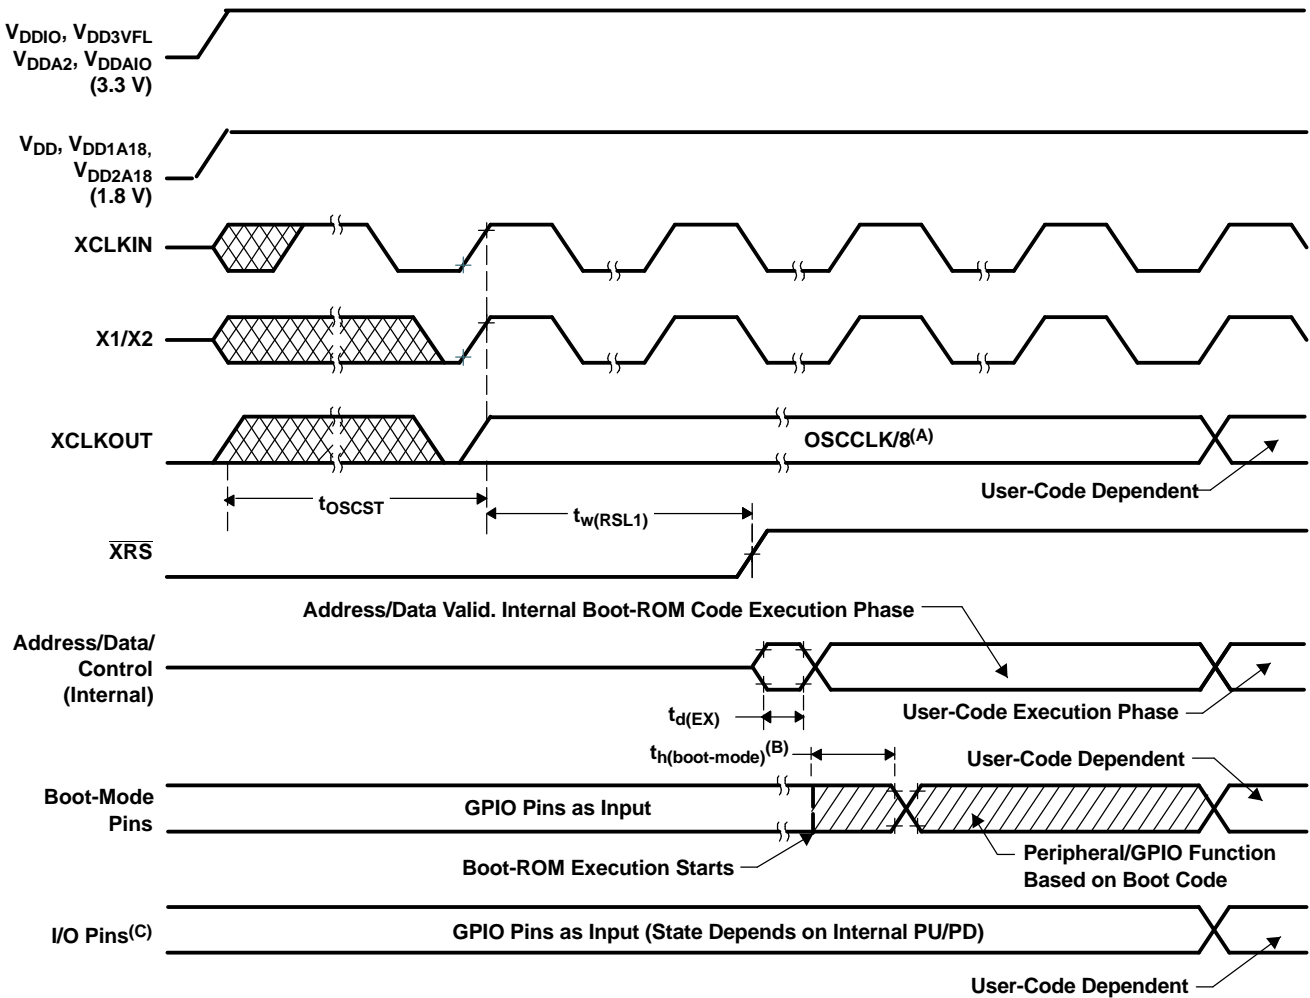 VDDIO, VDD3VFL
VDDA2, VDDAIO
(3.3 V)
VDD, VDD1A18,
VDD2A18
(1.8 V)
XCLKIN
X1/X2
XCLKOUT
OSCCLK/8(A)
User-Code Dependent
tOSCST
tw(RSL1)
XRS
Address/Data Valid. Internal Boot-ROM Code Execution Phase
Address/Data/
Control
(Internal)
td(EX)
User-Code Execution Phase
th(boot-mode)(B)
User-Code Dependent
Boot-Mode
Pins
GPIO Pins as Input
Boot-ROM Execution Starts
Peripheral/GPIO Function
Based on Boot Code
I/O Pins(C)
GPIO Pins as Input (State Depends on Internal PU/PD)
User-Code Dependent